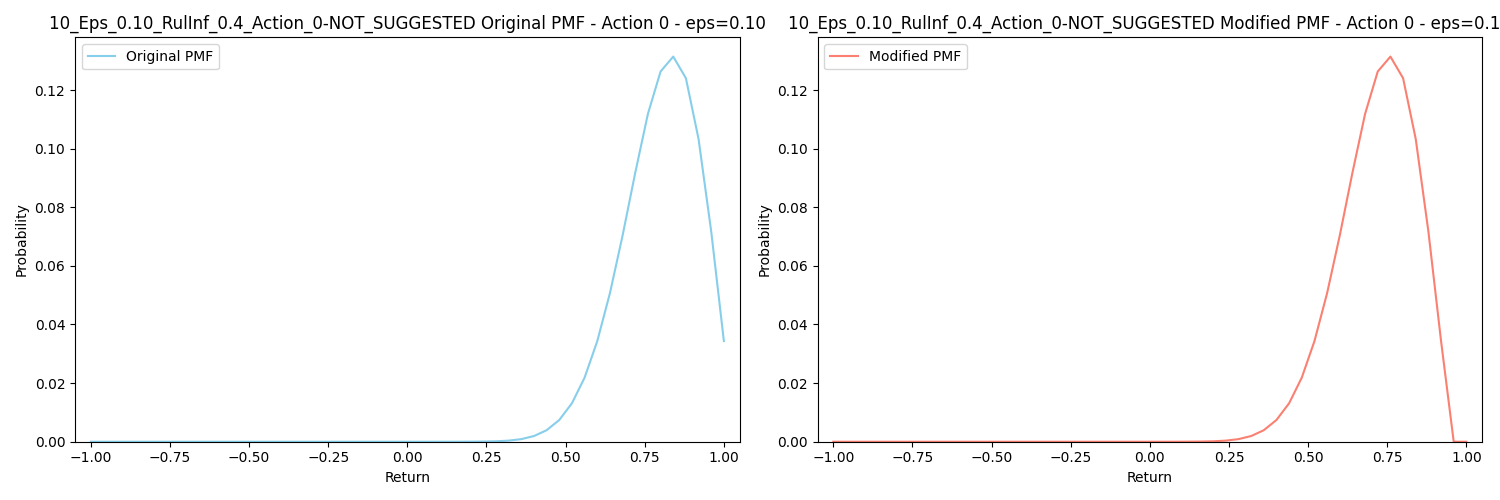 10_Eps_0.10_RulInf_0.4_Action_0-NOT_SUGGESTED Original PMF - Action 0 - eps=0.10
Original PMF
Probability
0.12
0.10
0.08
0.06
0.04
0.02
0.00
−1.00 −0.75 −0.50 −0.25 0.00 0.25 0.50 0.75 1.00
Return
10_Eps_0.10_RulInf_0.4_Action_0-NOT_SUGGESTED Modified PMF - Action 0 - eps=0.1
Modified PMF
Probability
0.12
0.10
0.08
0.06
0.04
0.02
0.00
−1.00 −0.75 −0.50 −0.25 0.00 0.25 0.50 0.75 1.00
Return